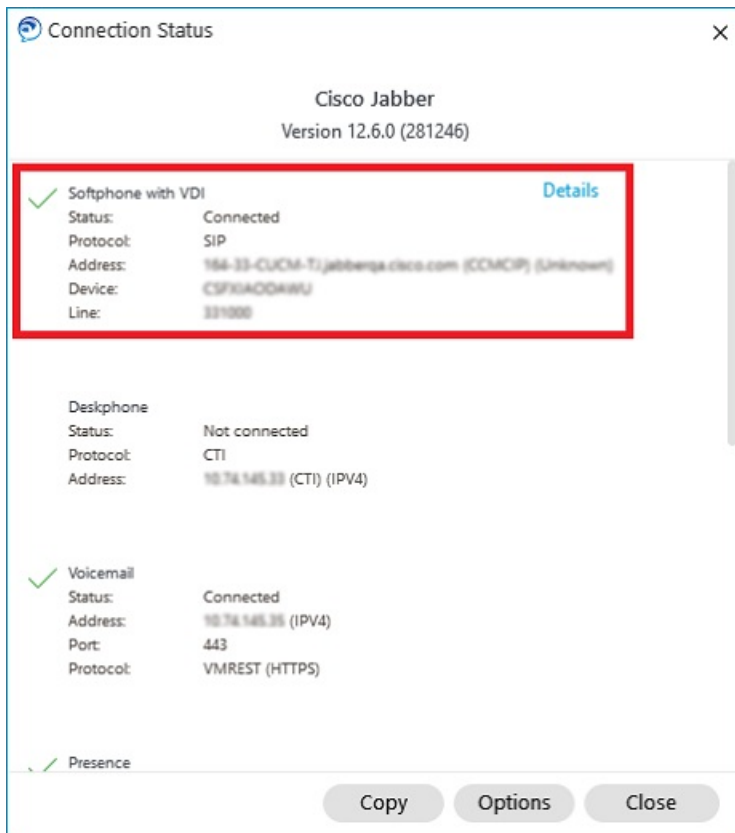 Connection Status
Cisco Jabber
Version 12.6.0 (281246)
Softphone with VDI Details
Status: Connected
Protocol: SIP
Address: (CCMCIP) (Unknown)
Device:
Line:
Deskphone
Status: Not connected
Protocol: CTI
Address: (CTI) (IPV4)
Voicemail
Status: Connected
Address: (IPV4)
Port: 443
Protocol: VMREST (HTTPS)
Presence
Copy Options Close